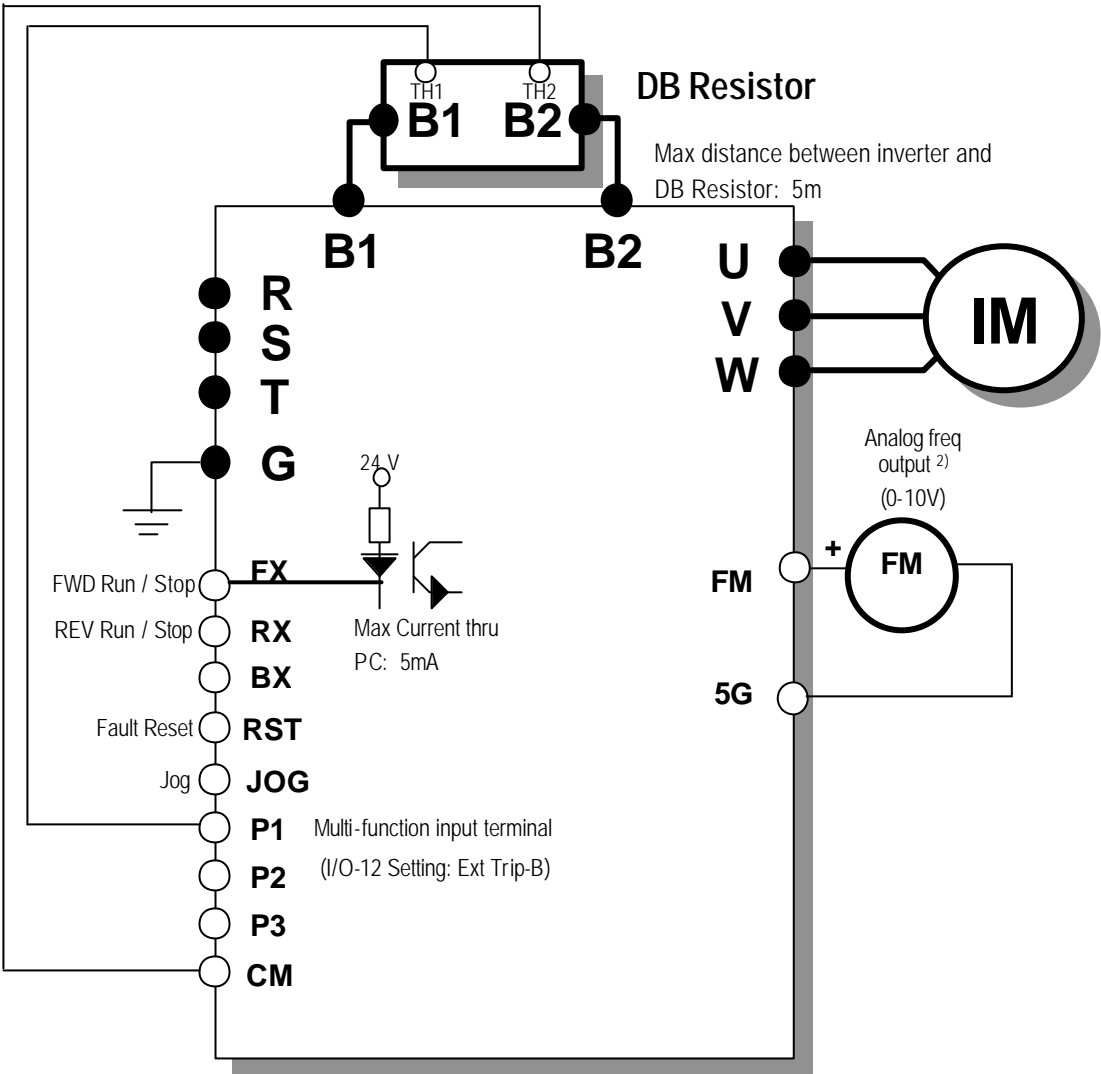 TH1 TH2
B1 B2
DB Resistor
Max distance between inverter and
DB Resistor: 5m
B1 B2
R
S
T
G
U
V
W
IM
24 V
FWD Run / Stop FX
REV Run / Stop RX
Max Current thru
PC: 5mA
BX
Fault Reset RST
Jog JOG
P1 Multi-function input terminal
(I/O-12 Setting: Ext Trip-B)
P2
P3
CM
Analog freq
output 2)
(0-10V)
FM + FM
5G